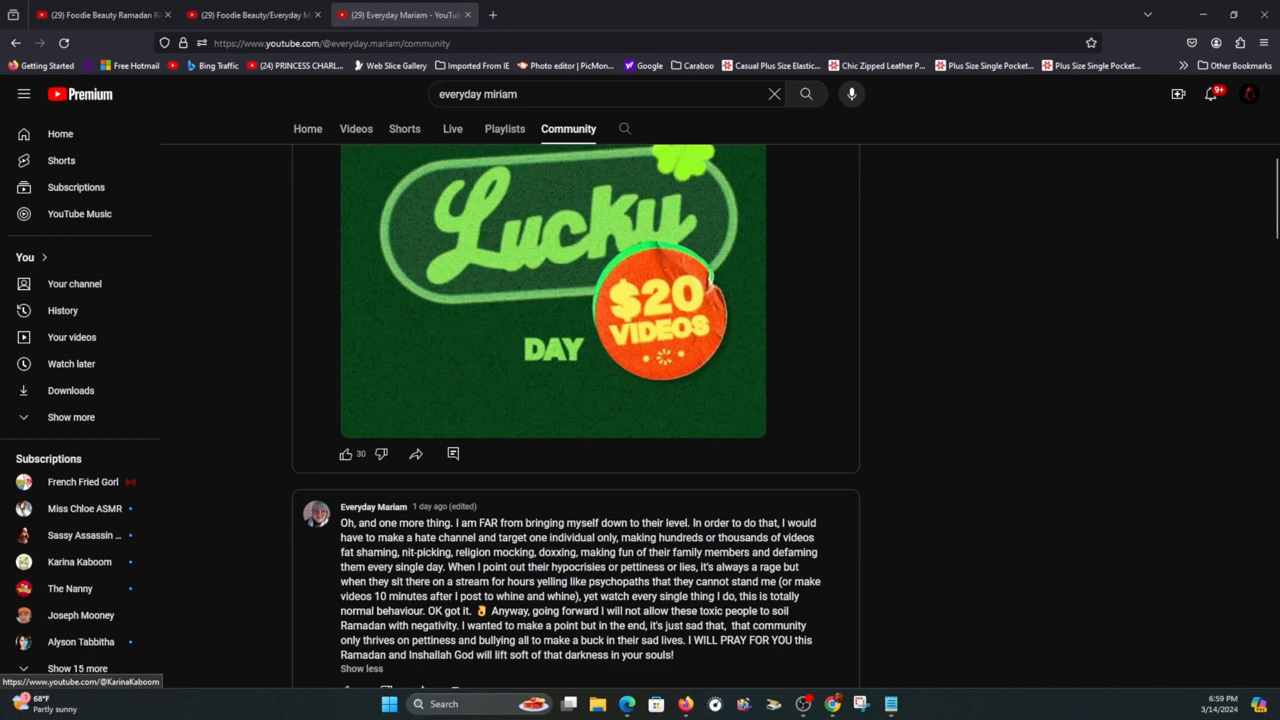 (29) Foodie Beauty Ramadan R
(29) Foodie Beauty/Everyday M
(29) Everyday Mariam - YouTu
https://www.youtube.com/@everyday.mariam/community
Getting Started
Free Hotmail
Bing Traffic
(24) PRINCESS CHARL...
Web Slice Gallery
Imported From IE
Photo editor | PicMon...
Google
Caraboo
Casual Plus Size Elastic...
Chic Zipped Leather P...
Plus Size Single Pocket...
Plus Size Single Pocket...
Other Bookmarks
Premium
everyday miriam
9+
Home
Videos
Shorts
Live
Playlists
Community
Home
Shorts
Subscriptions
YouTube Music
You
Your channel
History
Your videos
Watch later
Downloads
Show more
Subscriptions
French Fried Gorl
Miss Chloe ASMR
Sassy Assassin ...
Karina Kaboom
The Nanny
Joseph Mooney
Alyson Tabbitha
Show 15 more
Lucky
$20
VIDEOS
DAY
30
Everyday Mariam 1 day ago (edited)
Oh, and one more thing. I am FAR from bringing myself down to their level. In order to do that, I would
have to make a hate channel and target one individual only, making hundreds or thousands of videos
fat shaming, nit-picking, religion mocking, doxxing, making fun of their family members and defaming
them every single day. When I point out their hypocrisies or pettiness or lies, it's always a rage but
when they sit there on a stream for hours yelling like psychopaths that they cannot stand me (or make
videos 10 minutes after I post to whine and whine), yet watch every single thing I do, this is totally
normal behaviour. OK got it. 👌 Anyway, going forward I will not allow these toxic people to soil
Ramadan with negativity. I wanted to make a point but in the end, it's just sad that, that community
only thrives on pettiness and bullying all to make a buck in their sad lives. I WILL PRAY FOR YOU this
Ramadan and Inshallah God will lift soft of that darkness in your souls!
Show less
https://www.youtube.com/@KarinaKaboom
68°F
Partly sunny
Search
6:59 PM
3/14/2024